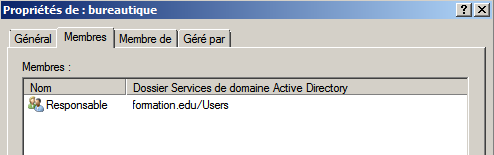 Propriétés de : bureautique
Général Membres Membre de Géré par
Membres :
Nom Dossier Services de domaine Active Directory
Responsable formation.edu/Users